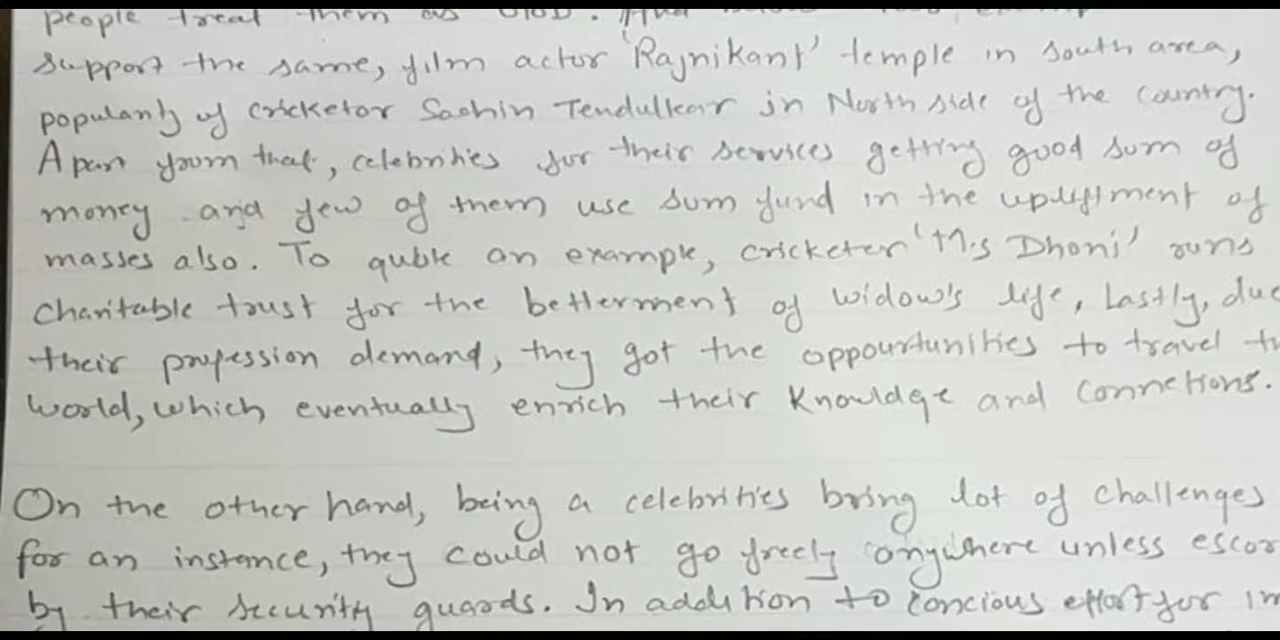 people treat them as GOD. And
support the same, film actor 'Rajnikant' temple in south area,
popularity of cricketor Sachin Tendulkar in North side of the country.
Apart from that, celebrities for their services getting good sum of
money and few of them use sum fund in the upliftment of
masses also. To qubte an example, cricketer 'M.s Dhoni' runs
charitable trust for the betterment of widow's life, Lastly, due
their profession demand, they got the oppourtunities to travel
world, which eventually enrich their knowldge and connetions.
On the other hand, being a celebrities bring lot of challenges
for an instance, they could not go freely anywhere unless escor
by their security guards. In addition to concious effort for im